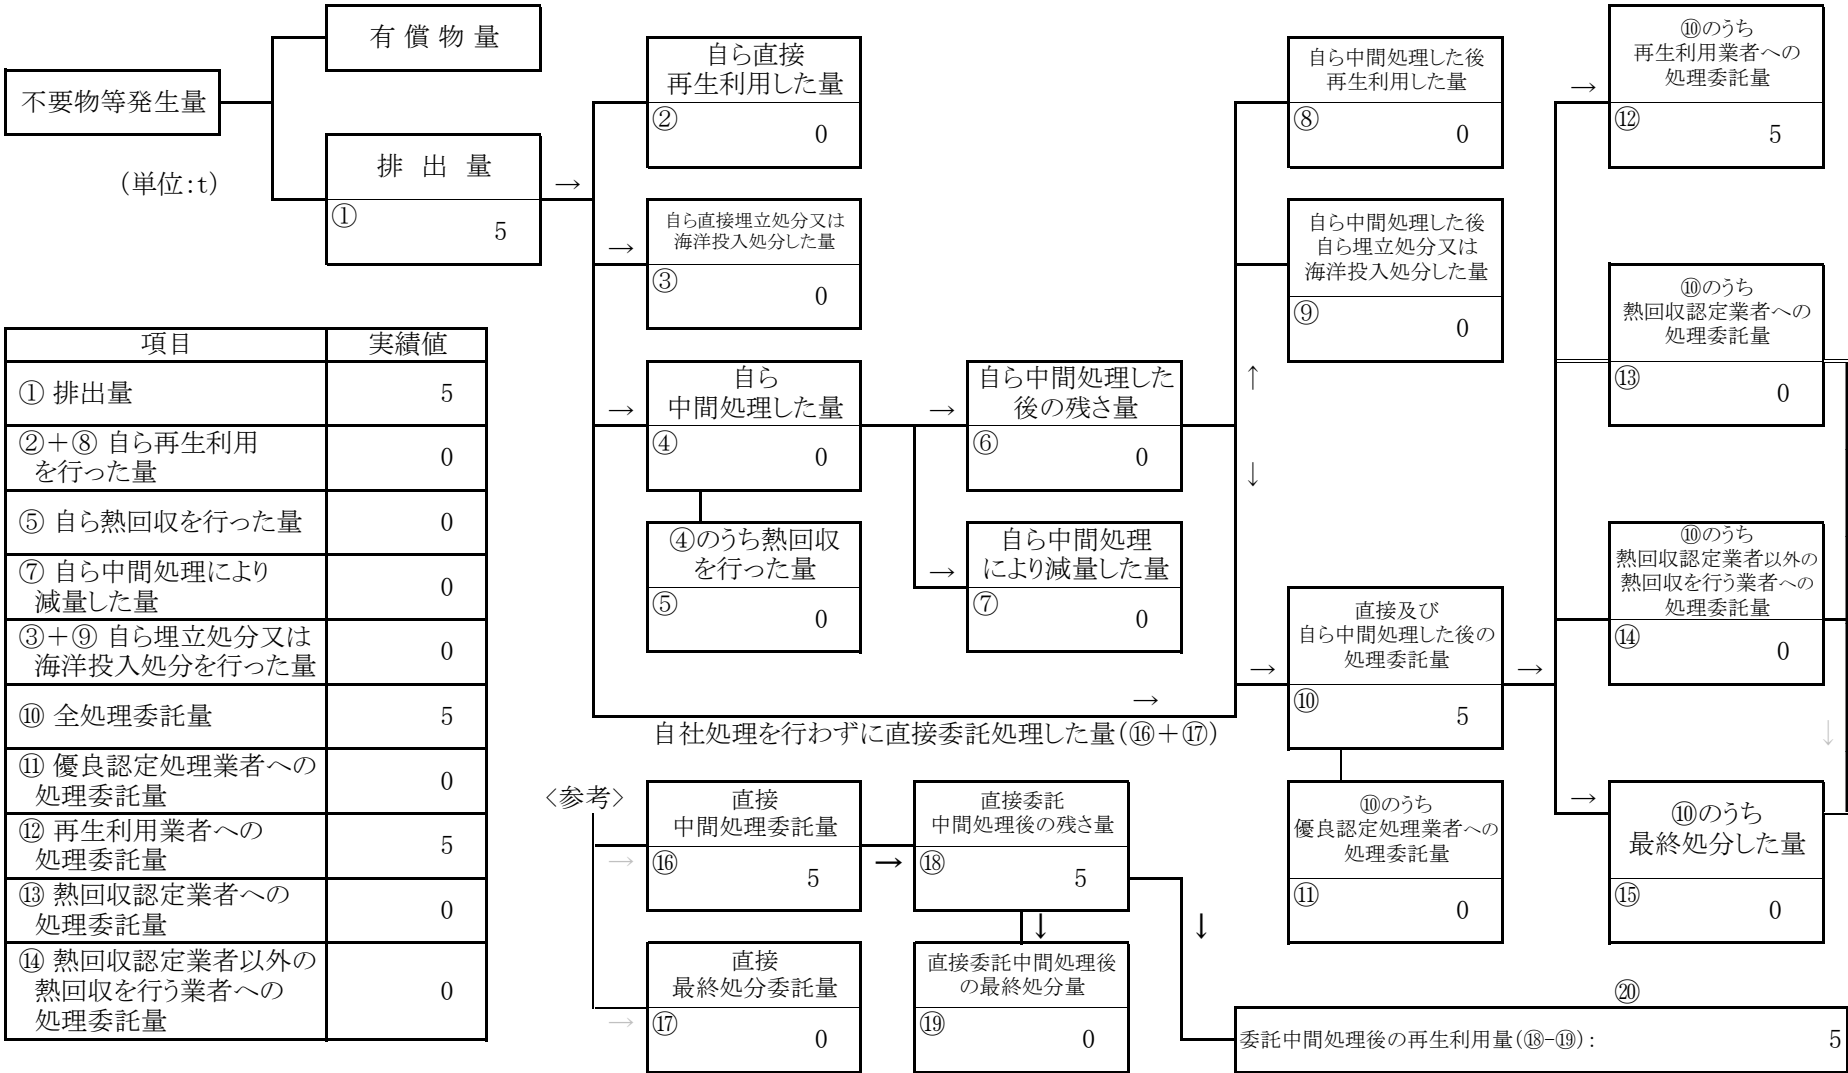 不要物等発生量
有 償 物 量
(単位:t)
排 出 量
①
5
→
自ら直接
再生利用した量
②
0
→
自ら直接埋立処分又は
海洋投入処分した量
③
0
→
自ら
中間処理した量
④
0
④のうち熱回収
を行った量
⑤
0
→
自ら中間処理した
後の残さ量
⑥
0
→
自ら中間処理
により減量した量
⑦
0
↑
↓
自ら中間処理した後
再生利用した量
⑧
0
自ら中間処理した後
自ら埋立処分又は
海洋投入処分した量
⑨
0
→
自社処理を行わずに直接委託処理した量(⑯+⑰)
→
直接及び
自ら中間処理した後の
処理委託量
⑩
5
→
⑩のうち
優良認定処理業者への
処理委託量
⑪
0
→
⑩のうち
再生利用業者への
処理委託量
⑫
5
⑩のうち
熱回収認定業者への
処理委託量
⑬
0
⑩のうち
熱回収認定業者以外の
熱回収を行う業者への
処理委託量
⑭
0
↓
→
⑩のうち
最終処分した量
⑮
0
項目 実績値
① 排出量 5
②+⑧ 自ら再生利用
を行った量 0
⑤ 自ら熱回収を行った量 0
⑦ 自ら中間処理により
減量した量 0
③+⑨ 自ら埋立処分又は
海洋投入処分を行った量 0
⑩ 全処理委託量 5
⑪ 優良認定処理業者への
処理委託量 0
⑫ 再生利用業者への
処理委託量 5
⑬ 熱回収認定業者への
処理委託量 0
⑭ 熱回収認定業者以外の
熱回収を行う業者への
処理委託量 0
〈参考〉
→
直接
中間処理委託量
⑯
5
→
直接委託
中間処理後の残さ量
⑱
5
↓
↓
→
直接
最終処分委託量
⑰
0
直接委託中間処理後
の最終処分量
⑲
0
⑳
委託中間処理後の再生利用量(⑱-⑲): 5